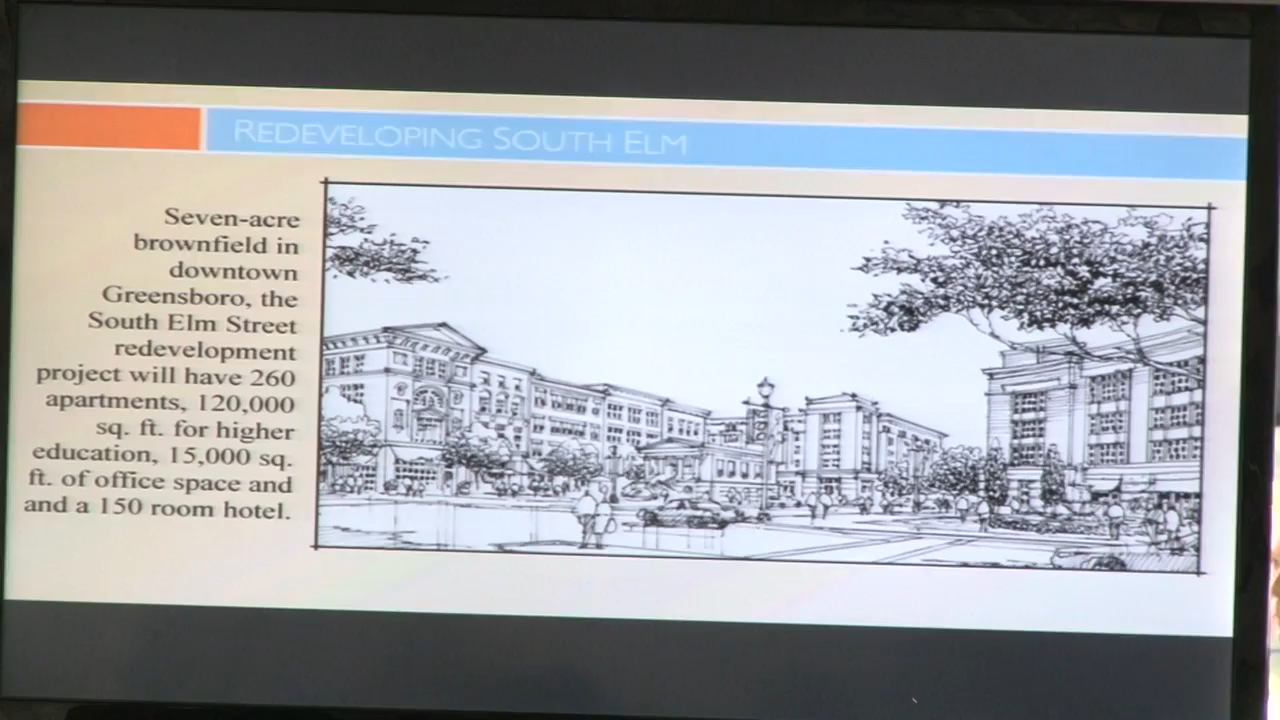 REDEVELOPING SOUTH ELM
Seven-acre
brownfield in
downtown
Greensboro, the
South Elm Street
redevelopment
project will have 260
apartments, 120,000
sq. ft. for higher
education, 15,000 sq.
ft. of office space and
and a 150 room hotel.